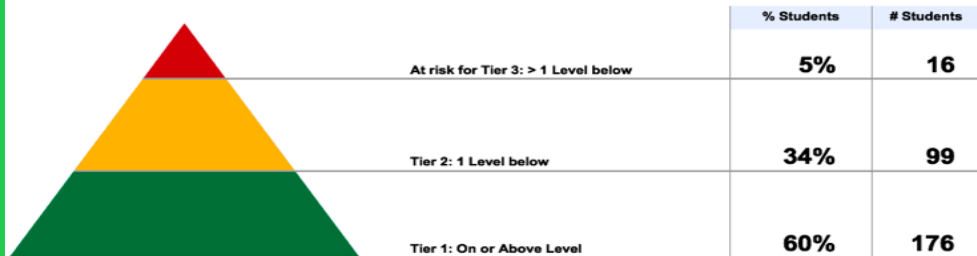 % Students # Students
At risk for Tier 3: > 1 Level below 5% 16
Tier 2: 1 Level below 34% 99
Tier 1: On or Above Level 60% 176